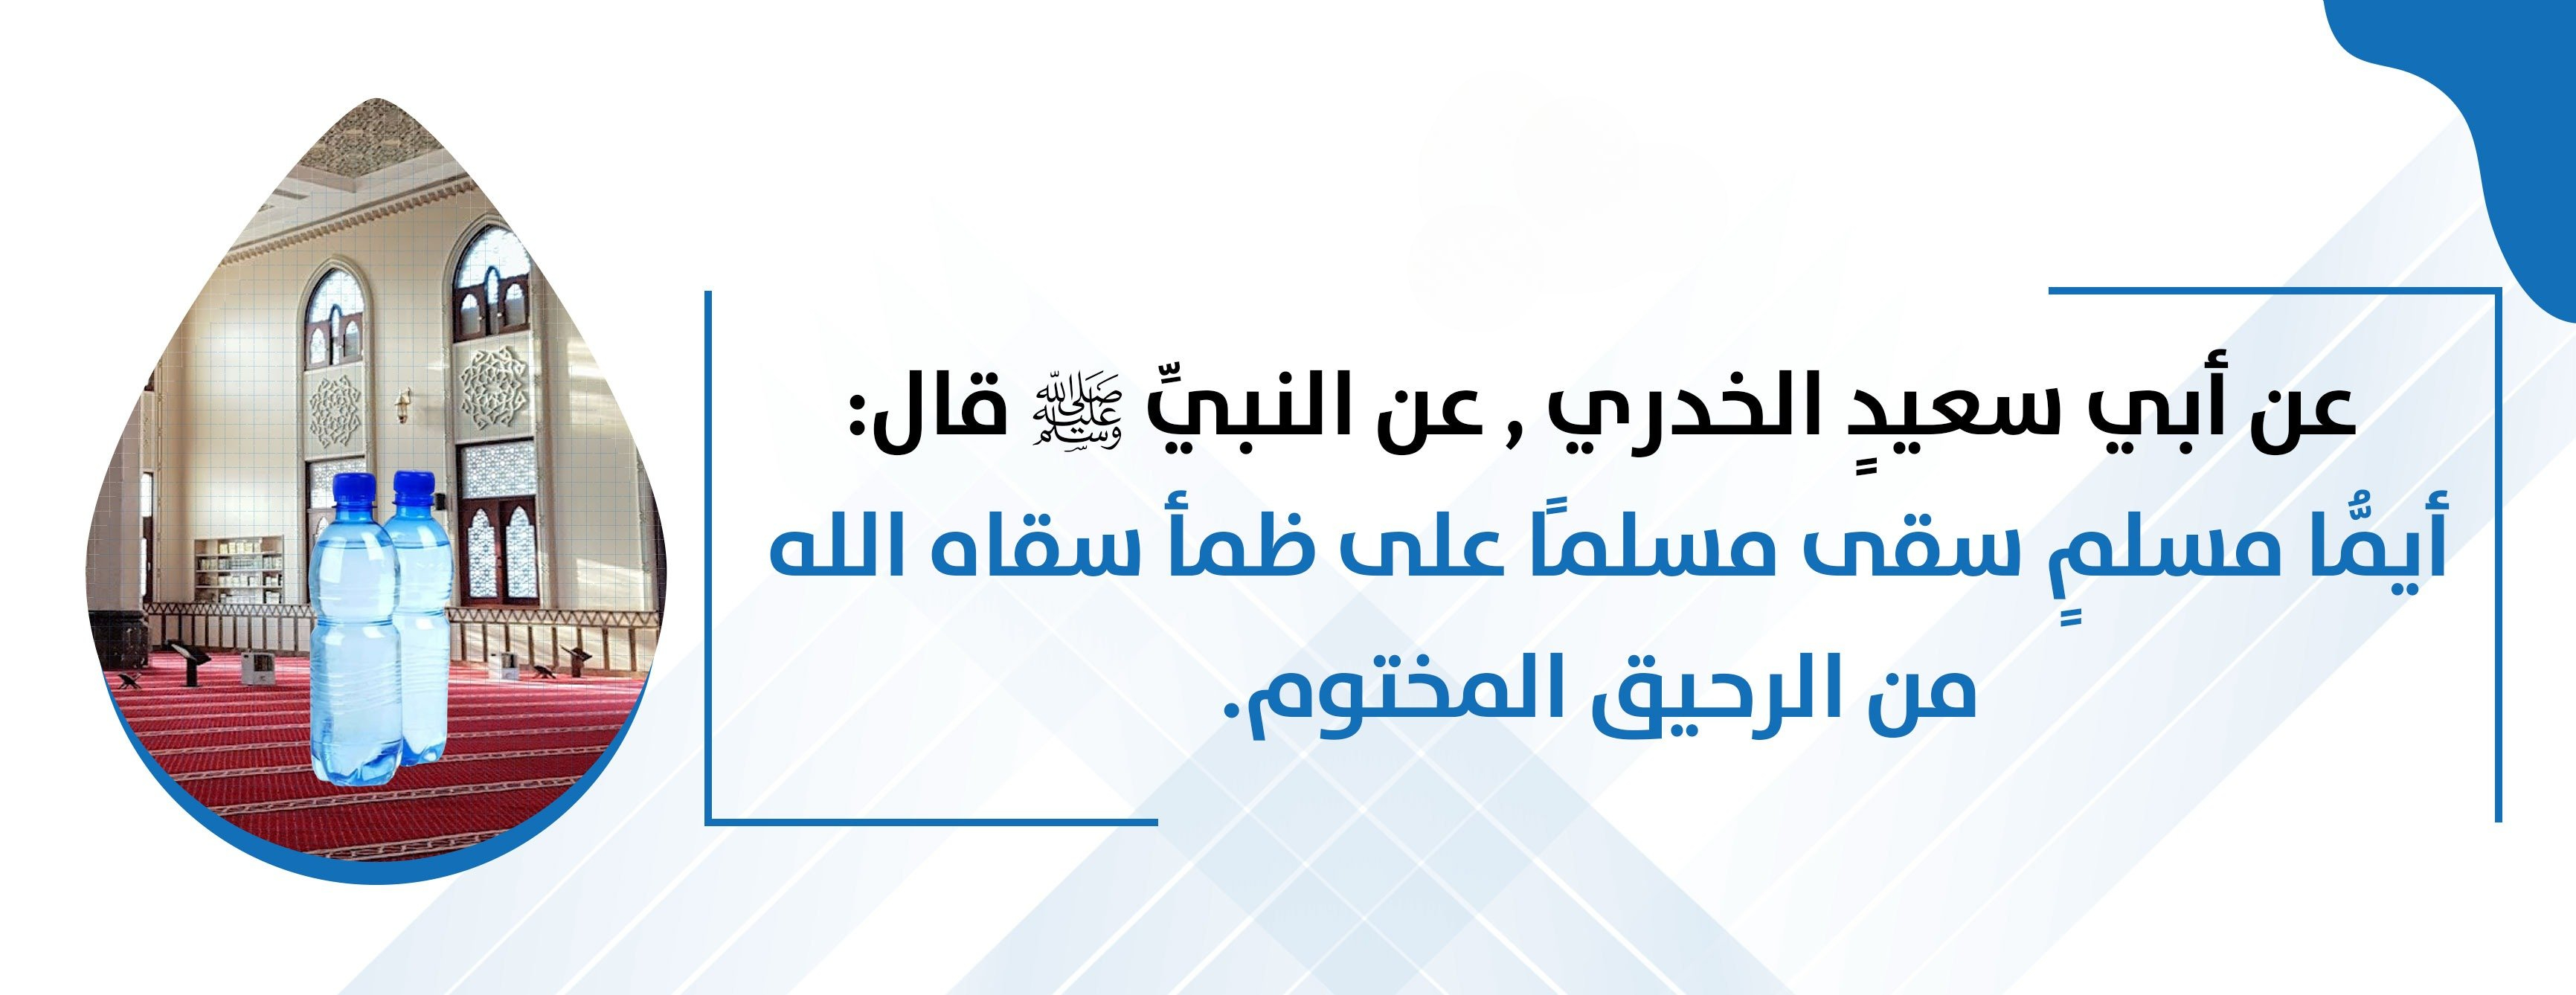 عن أبي سعيدٍ الخدري , عن النبيِّ ﷺ قال:
أيمُّا مسلمٍ سقى مسلمًا على ظمأ سقاه الله
من الرحيق المختوم.